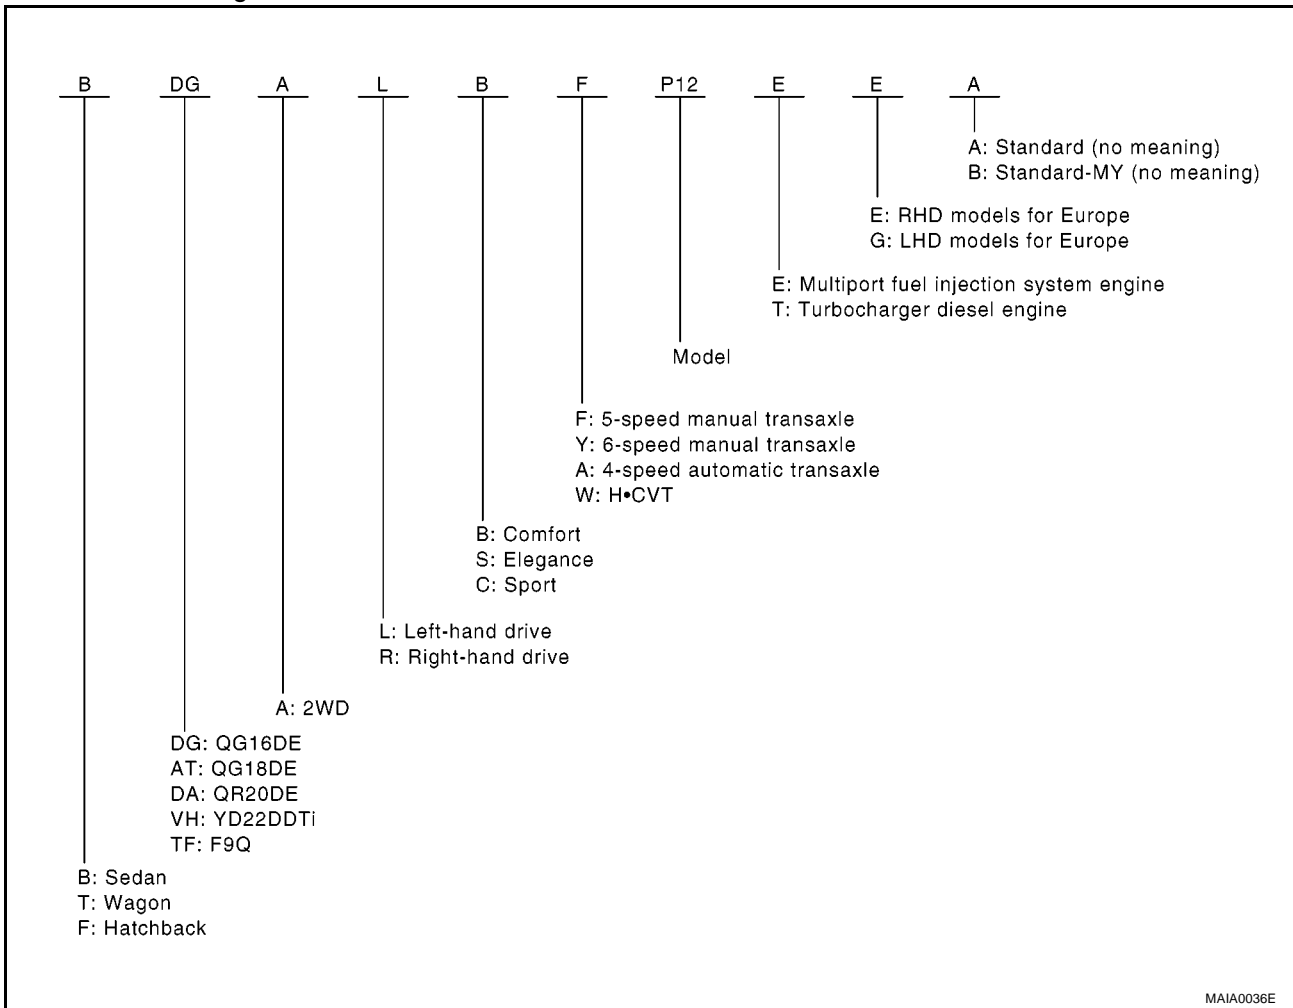 B DG A L B F P12 E E A
A: Standard (no meaning)
B: Standard-MY (no meaning)
E: RHD models for Europe
G: LHD models for Europe
E: Multiport fuel injection system engine
T: Turbocharger diesel engine
Model
F: 5-speed manual transaxle
Y: 6-speed manual transaxle
A: 4-speed automatic transaxle
W: H•CVT
B: Comfort
S: Elegance
C: Sport
L: Left-hand drive
R: Right-hand drive
A: 2WD
DG: QG16DE
AT: QG18DE
DA: QR20DE
VH: YD22DDTi
TF: F9Q
B: Sedan
T: Wagon
F: Hatchback
MAIA0036E